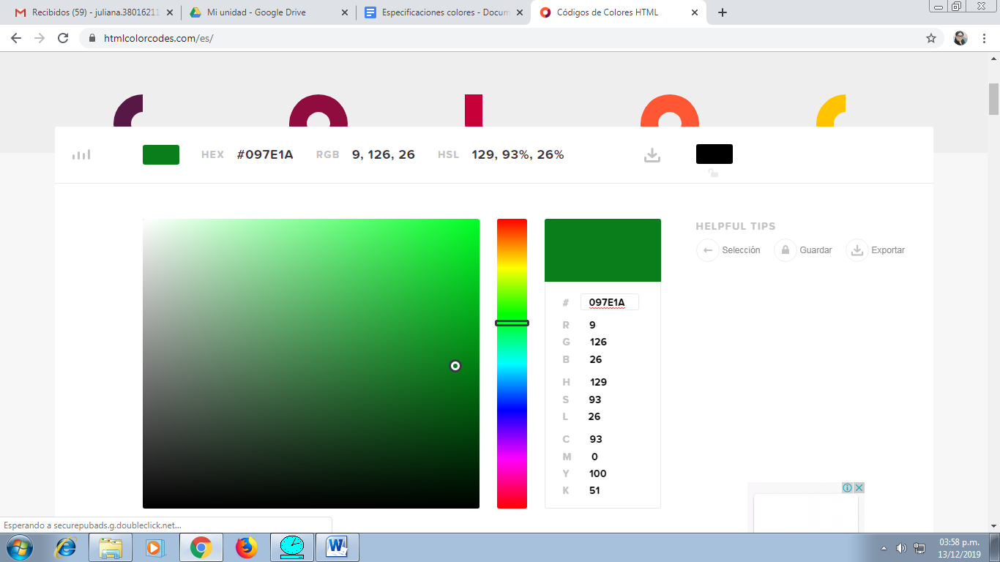 Recibidos (59) - juliana.38016211
Mi unidad - Google Drive
Especificaciones colores - Docum
Códigos de Colores HTML
htmlcolorcodes.com/es/
HEX #097E1A RGB 9, 126, 26 HSL 129, 93%, 26%
HELPFUL TIPS
Selección Guardar Exportar
# 097E1A
R 9
G 126
B 26
H 129
S 93
L 26
C 93
M 0
Y 100
K 51
Esperando a securepubads.g.doubleclick.net...
03:58 p.m.
13/12/2019